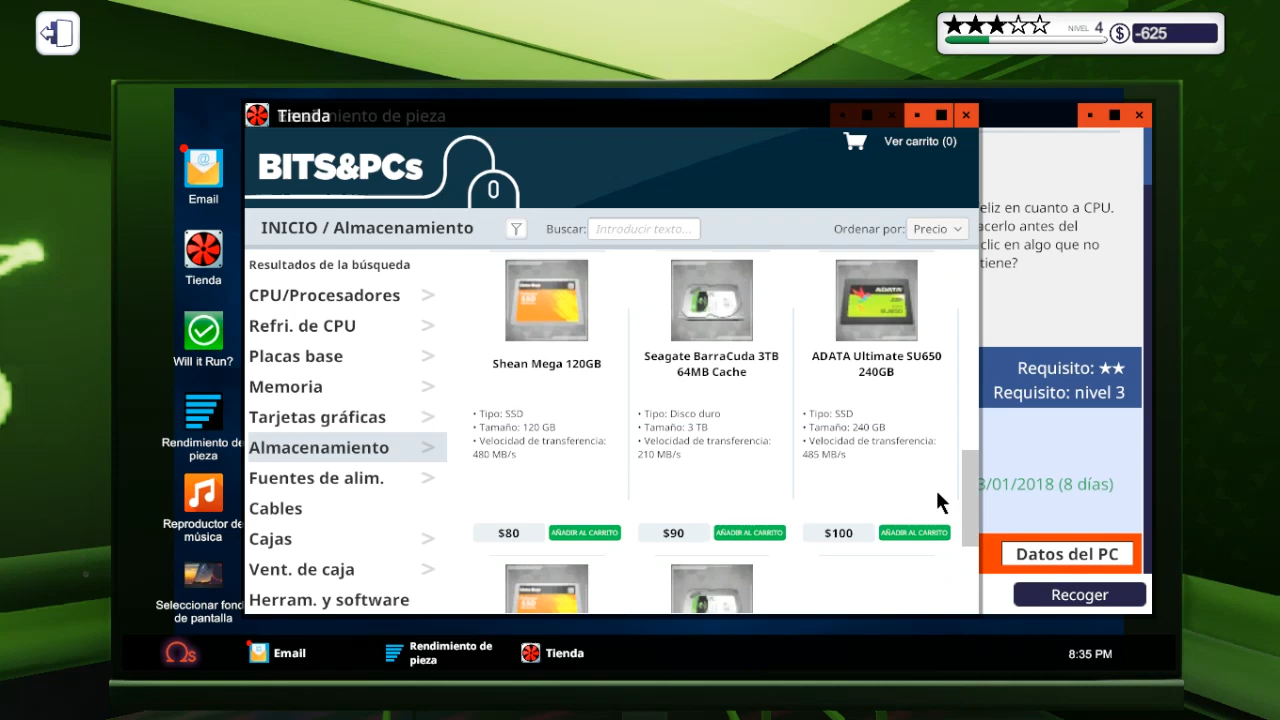 NIVEL 4
$ -625
Tienda
Rendimiento de pieza
BITS&PCs
0
Ver carrito (0)
INICIO / Almacenamiento
Buscar: Introducir texto...
Ordenar por: Precio
Resultados de la búsqueda
CPU/Procesadores >
Refri. de CPU >
Placas base >
Memoria >
Tarjetas gráficas >
Almacenamiento >
Fuentes de alim. >
Cables
Cajas >
Vent. de caja >
Herram. y software
Shean Mega 120GB
• Tipo: SSD
• Tamaño: 120 GB
• Velocidad de transferencia:
480 MB/s
$80 AÑADIR AL CARRITO
Seagate BarraCuda 3TB
64MB Cache
• Tipo: Disco duro
• Tamaño: 3 TB
• Velocidad de transferencia:
210 MB/s
$90 AÑADIR AL CARRITO
ADATA
ADATA Ultimate SU650
240GB
• Tipo: SSD
• Tamaño: 240 GB
• Velocidad de transferencia:
485 MB/s
$100 AÑADIR AL CARRITO
eliz en cuanto a CPU.
acerlo antes del
clic en algo que no
tiene?
Requisito: ★★
Requisito: nivel 3
3/01/2018 (8 días)
Datos del PC
Recoger
Email
Tienda
Will it Run?
Rendimiento de
pieza
Reproductor de
música
Seleccionar fond
de pantalla
Ωs
Email
Rendimiento de
pieza
Tienda
8:35 PM